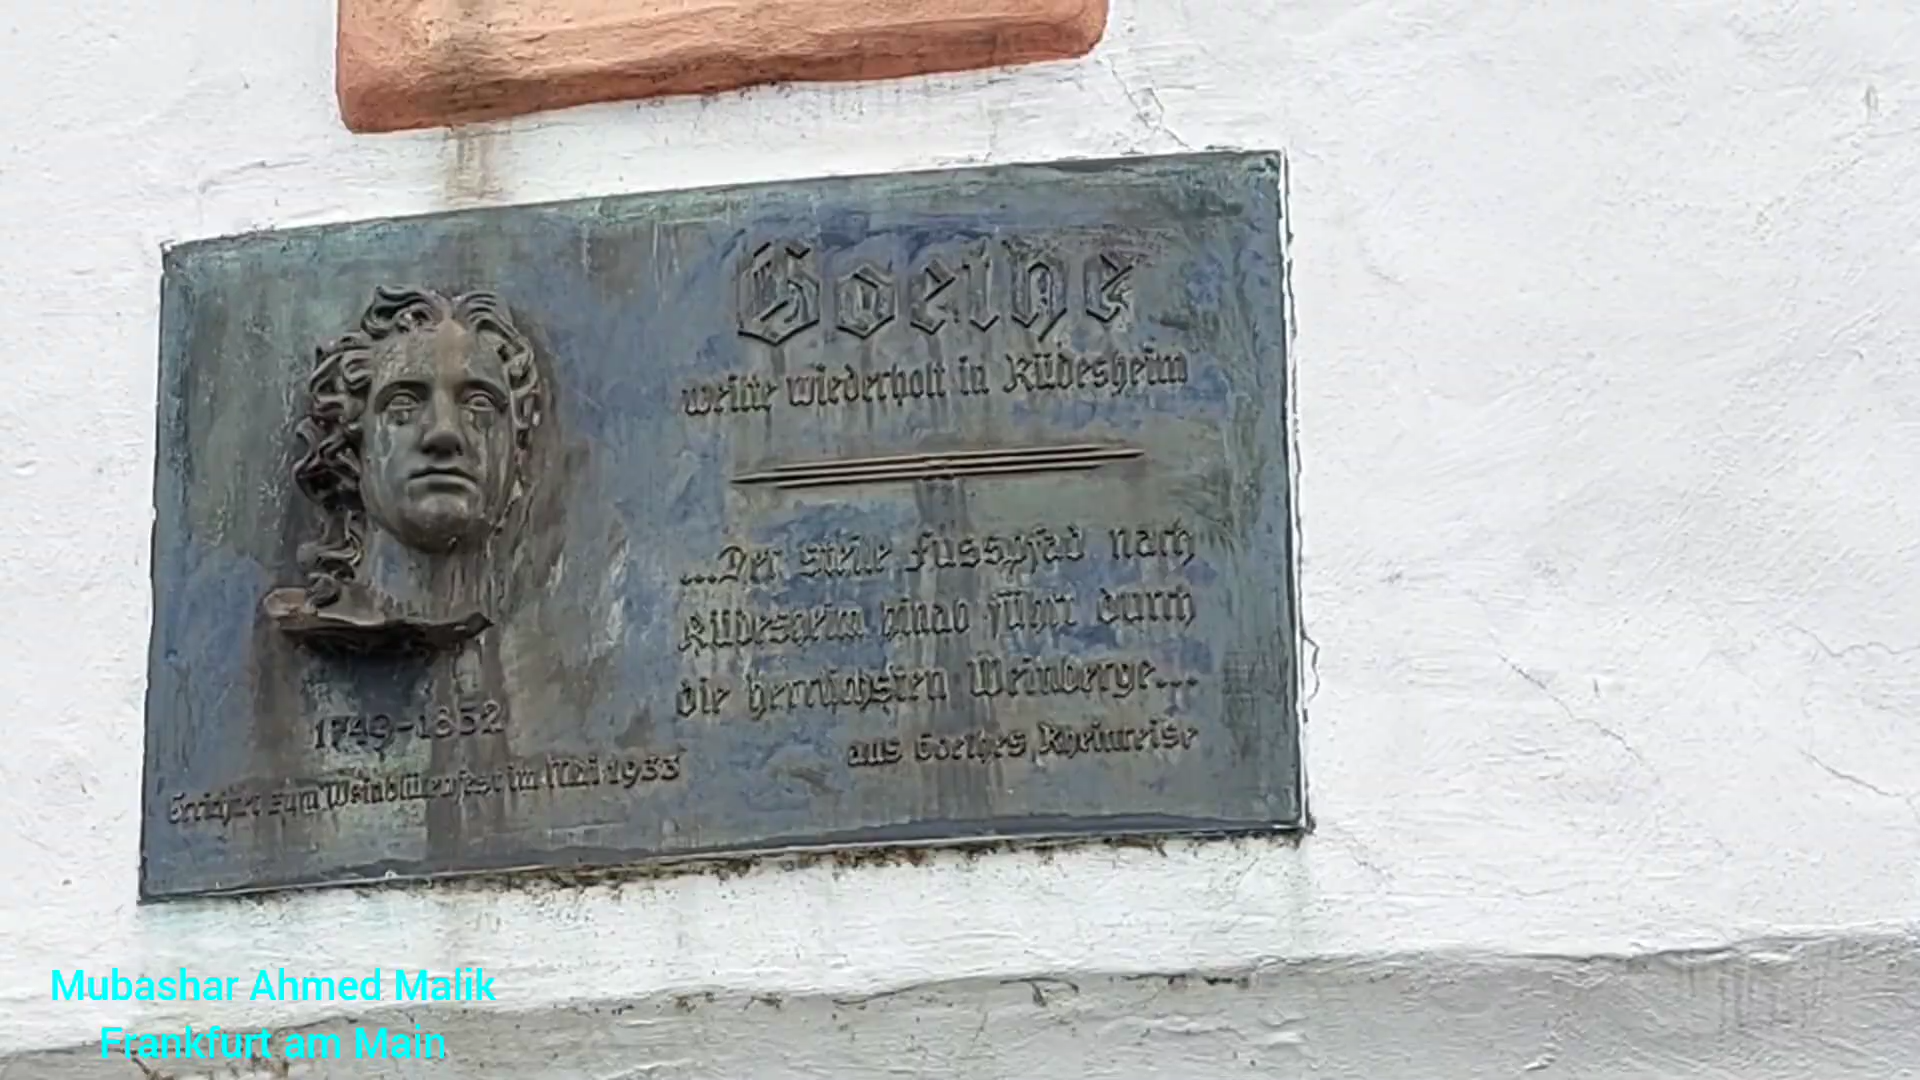 Goethe
weilte wiederholt in Rüdesheim
...Der steile Fusspfad nach
Rüdesheim hinab führt durch
die herrlichsten Weinberge...
aus Goethes Rheinreise
1749-1832
Errichtet zum Weinblütenfest im Mai 1933
Mubashar Ahmed Malik
Frankfurt am Main